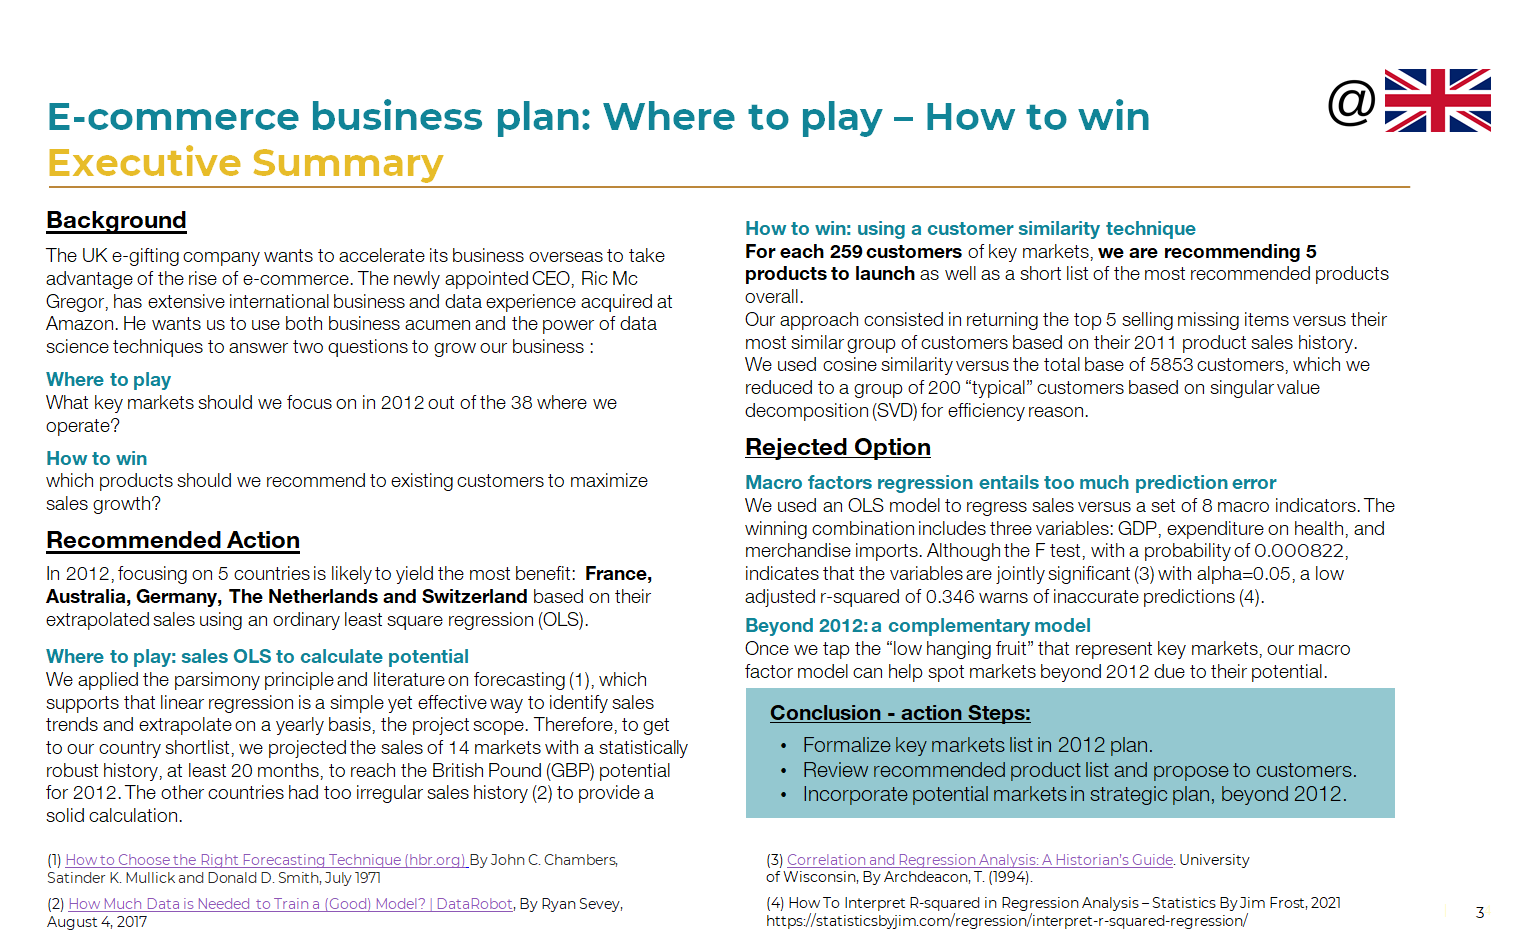 @
E-commerce business plan: Where to play – How to win
Executive Summary
Background
The UK e-gifting company wants to accelerate its business overseas to take
advantage of the rise of e-commerce. The newly appointed CEO, Ric Mc
Gregor, has extensive international business and data experience acquired at
Amazon. He wants us to use both business acumen and the power of data
science techniques to answer two questions to grow our business :
Where to play
What key markets should we focus on in 2012 out of the 38 where we
operate?
How to win
which products should we recommend to existing customers to maximize
sales growth?
Recommended Action
In 2012, focusing on 5 countries is likely to yield the most benefit: France,
Australia, Germany, The Netherlands and Switzerland based on their
extrapolated sales using an ordinary least square regression (OLS).
Where to play: sales OLS to calculate potential
We applied the parsimony principle and literature on forecasting (1), which
supports that linear regression is a simple yet effective way to identify sales
trends and extrapolate on a yearly basis, the project scope. Therefore, to get
to our country shortlist, we projected the sales of 14 markets with a statistically
robust history, at least 20 months, to reach the British Pound (GBP) potential
for 2012. The other countries had too irregular sales history (2) to provide a
solid calculation.
(1) How to Choose the Right Forecasting Technique (hbr.org) By John C. Chambers,
Satinder K. Mullick and Donald D. Smith, July 1971
(2) How Much Data is Needed to Train a (Good) Model? | DataRobot, By Ryan Sevey,
August 4, 2017
How to win: using a customer similarity technique
For each 259 customers of key markets, we are recommending 5
products to launch as well as a short list of the most recommended products
overall.
Our approach consisted in returning the top 5 selling missing items versus their
most similar group of customers based on their 2011 product sales history.
We used cosine similarity versus the total base of 5853 customers, which we
reduced to a group of 200 “typical” customers based on singular value
decomposition (SVD) for efficiency reason.
Rejected Option
Macro factors regression entails too much prediction error
We used an OLS model to regress sales versus a set of 8 macro indicators. The
winning combination includes three variables: GDP, expenditure on health, and
merchandise imports. Although the F test, with a probability of 0.000822,
indicates that the variables are jointly significant (3) with alpha=0.05, a low
adjusted r-squared of 0.346 warns of inaccurate predictions (4).
Beyond 2012: a complementary model
Once we tap the “low hanging fruit” that represent key markets, our macro
factor model can help spot markets beyond 2012 due to their potential.
Conclusion - action Steps:
• Formalize key markets list in 2012 plan.
• Review recommended product list and propose to customers.
• Incorporate potential markets in strategic plan, beyond 2012.
(3) Correlation and Regression Analysis: A Historian’s Guide. University
of Wisconsin, By Archdeacon, T. (1994).
(4) How To Interpret R-squared in Regression Analysis – Statistics By Jim Frost, 2021
https://statisticsbyjim.com/regression/interpret-r-squared-regression/
3